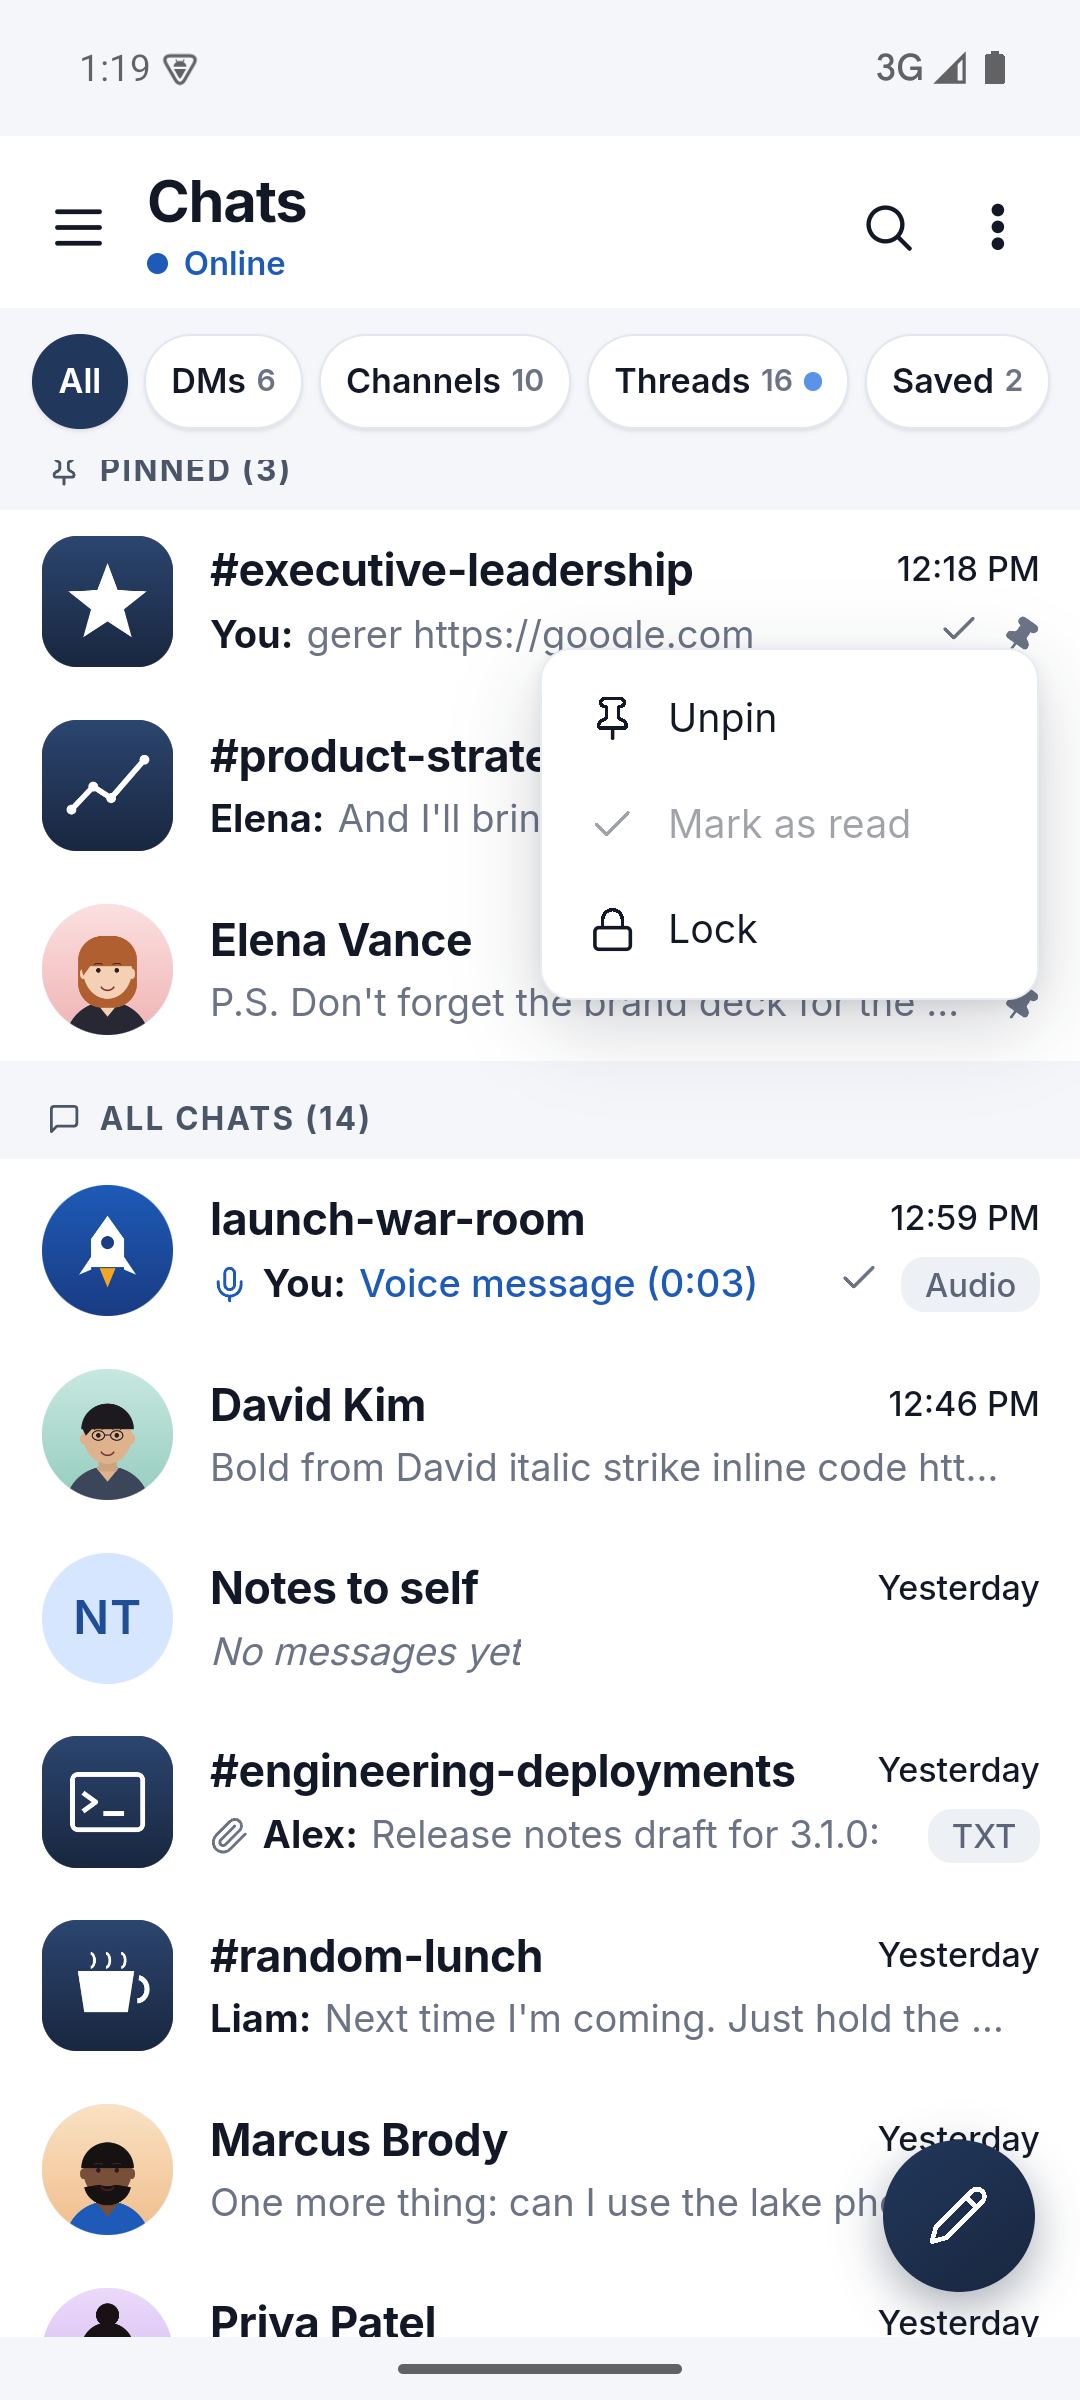 1:19
3G
Chats
Online
All
DMs 6
Channels 10
Threads 16
Saved 2
PINNED (3)
#executive-leadership 12:18 PM
You: gerer https://google.com
#product-strate
Elena: And I'll brin
Unpin
Mark as read
Lock
Elena Vance
P.S. Don't forget the brand deck for the ...
ALL CHATS (14)
launch-war-room 12:59 PM
You: Voice message (0:03) Audio
David Kim 12:46 PM
Bold from David italic strike inline code htt...
NT
Notes to self Yesterday
No messages yet
#engineering-deployments Yesterday
Alex: Release notes draft for 3.1.0: TXT
#random-lunch Yesterday
Liam: Next time I'm coming. Just hold the ...
Marcus Brody Yesterday
One more thing: can I use the lake pho
Priya Patel Yesterday